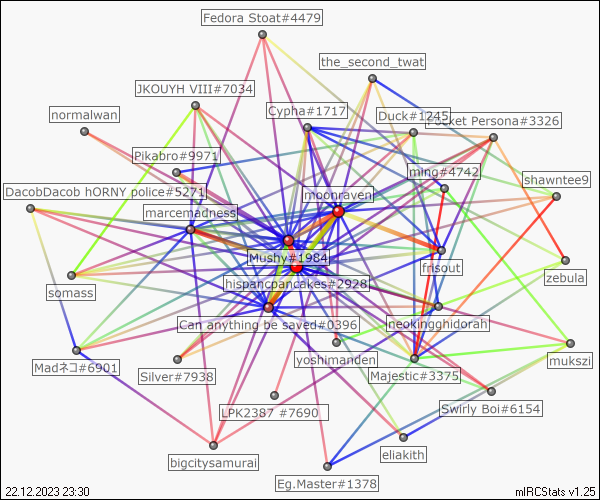 Fedora Stoat#4479
the_second_twat
JKOUYH VIII#7034
normalwan
Cypha#1717
Duck#1245
cket Persona#3326
Pikabro#9971
ming#4742
shawntee9
DacobDacob hORNY police#5271
moonraven
marcemadness
Mushy#1984
frisout
zebula
somass
hispancpancakes#2928
Can anything be saved#0396
neokingghidorah
Madネコ#6901
Silver#7938
yoshimanden
Majestic#3375
mukszi
LPK2387 #7690
Swirly Boi#6154
bigcitysamurai
eliakith
Eg.Master#1378
22.12.2023 23:30
mIRCStats v1.25